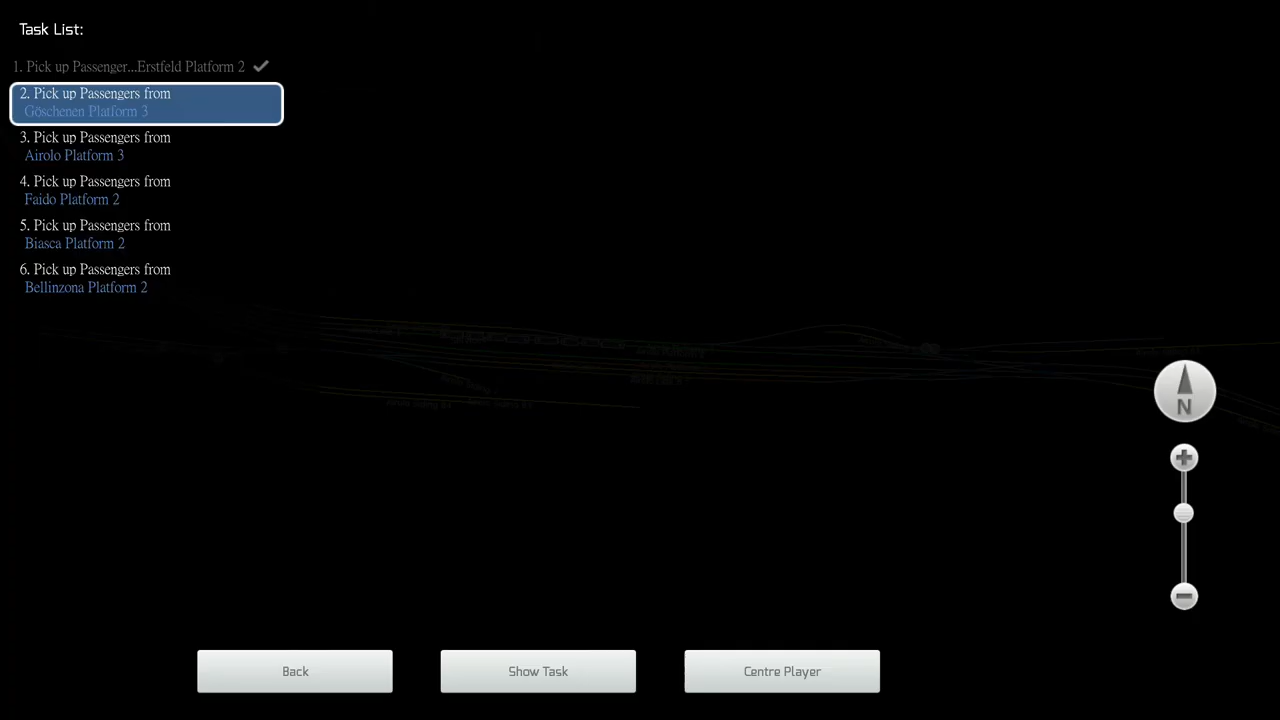 Task List:
1. Pick up Passenger...Erstfeld Platform 2
2. Pick up Passengers from
Göschenen Platform 3
3. Pick up Passengers from
Airolo Platform 3
4. Pick up Passengers from
Faido Platform 2
5. Pick up Passengers from
Biasca Platform 2
6. Pick up Passengers from
Bellinzona Platform 2
N
Back
Show Task
Centre Player